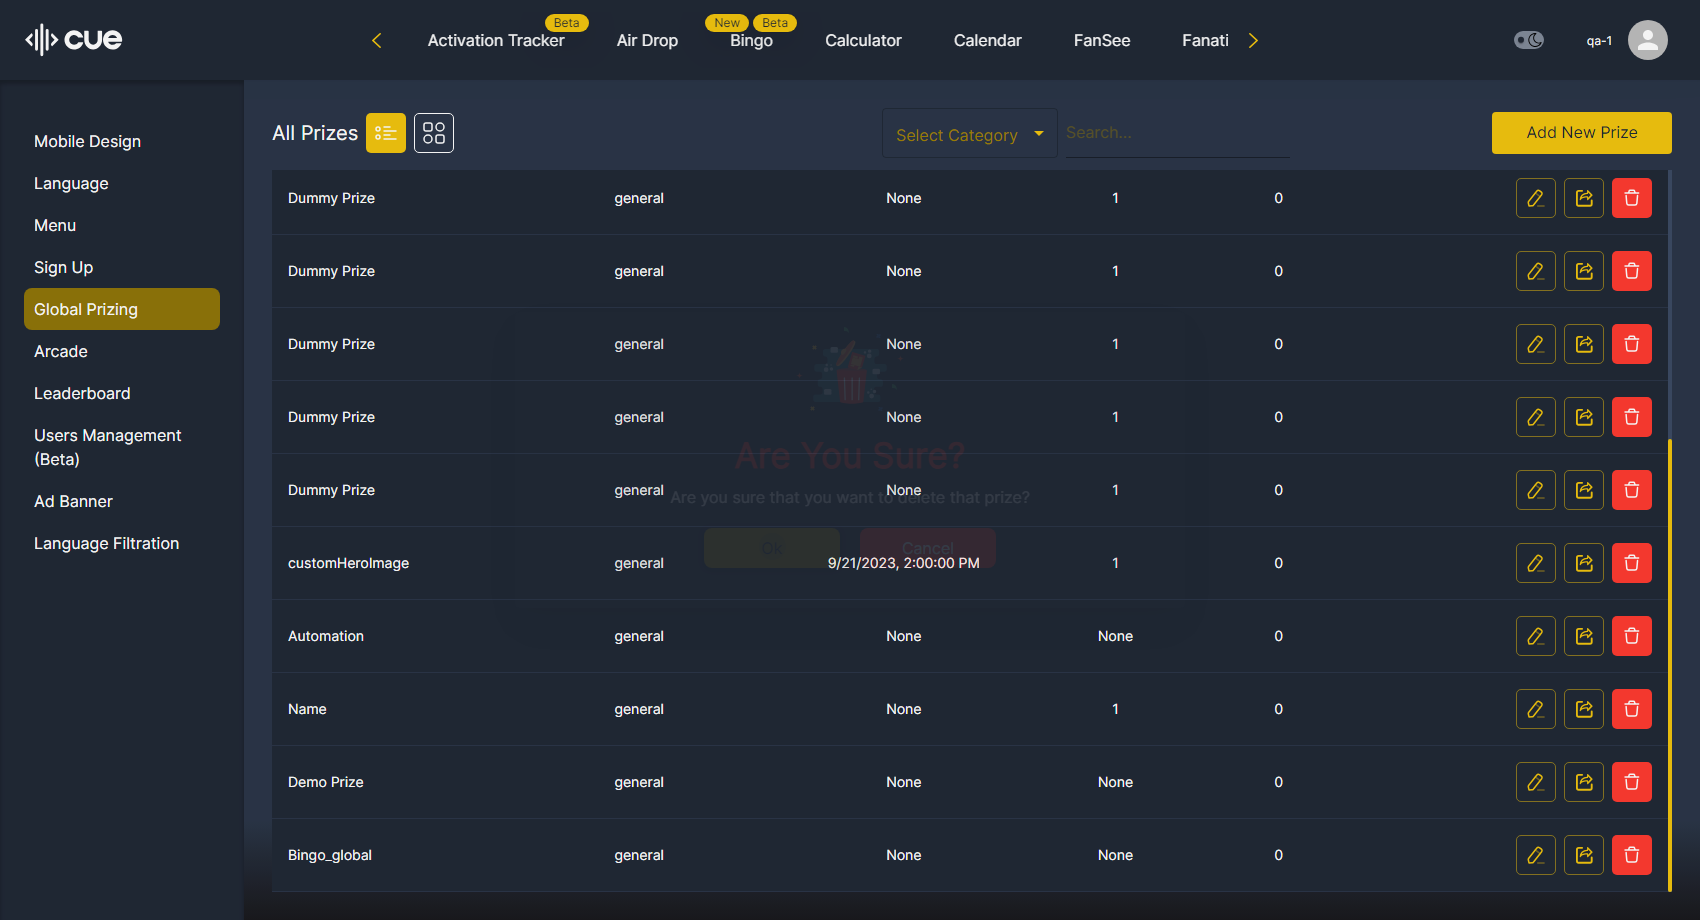 cue
Activation Tracker
Beta
Air Drop
New
Beta
Bingo
Calculator
Calendar
FanSee
Fanati
qa-1
Mobile Design
Language
Menu
Sign Up
Global Prizing
Arcade
Leaderboard
Users Management
(Beta)
Ad Banner
Language Filtration
All Prizes
Select Category
Search...
Add New Prize
Dummy Prize general None 1 0
Dummy Prize general None 1 0
Dummy Prize general None 1 0
Dummy Prize general None 1 0
Dummy Prize general None 1 0
customHeroImage general 9/21/2023, 2:00:00 PM 1 0
Automation general None None 0
Name general None 1 0
Demo Prize general None None 0
Bingo_global general None None 0
Are You Sure?
Are you sure that you want to delete that prize?
Ok
Cancel